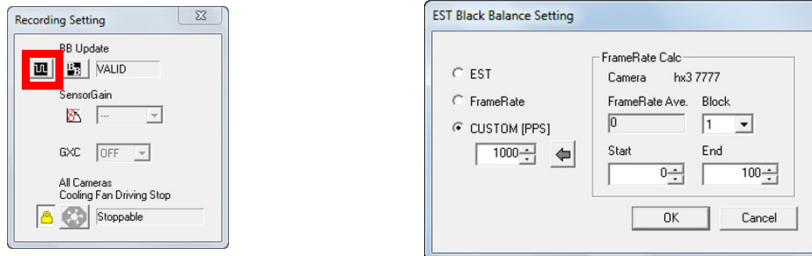 Recording Setting
BB Update
VALID
SensorGain
---
GXC OFF
All Cameras
Cooling Fan Driving Stop
Stoppable
EST Black Balance Setting
EST
FrameRate
CUSTOM [PPS]
1000
FrameRate Calc
Camera hx3 7777
FrameRate Ave. Block
0 1
Start End
0 100
OK Cancel